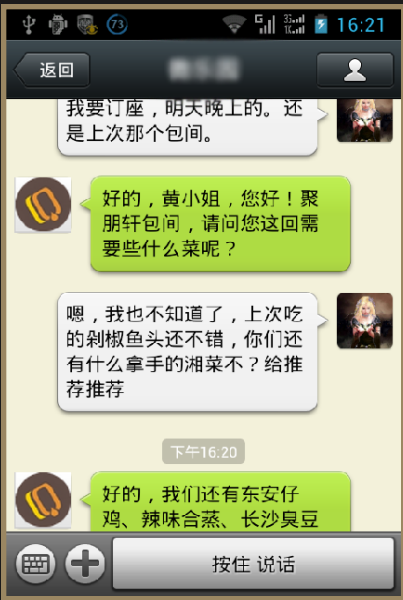 73
G
3G
1X
16:21
返回
我要订座，明天晚上的。还
是上次那个包间。
好的，黄小姐，您好！聚
朋轩包间，请问您这回需
要些什么菜呢？
嗯，我也不知道了，上次吃
的剁椒鱼头还不错，你们还
有什么拿手的湘菜不？给推
荐推荐
下午16:20
好的，我们还有东安仔
鸡、辣味合蒸、长沙臭豆
按住 说话